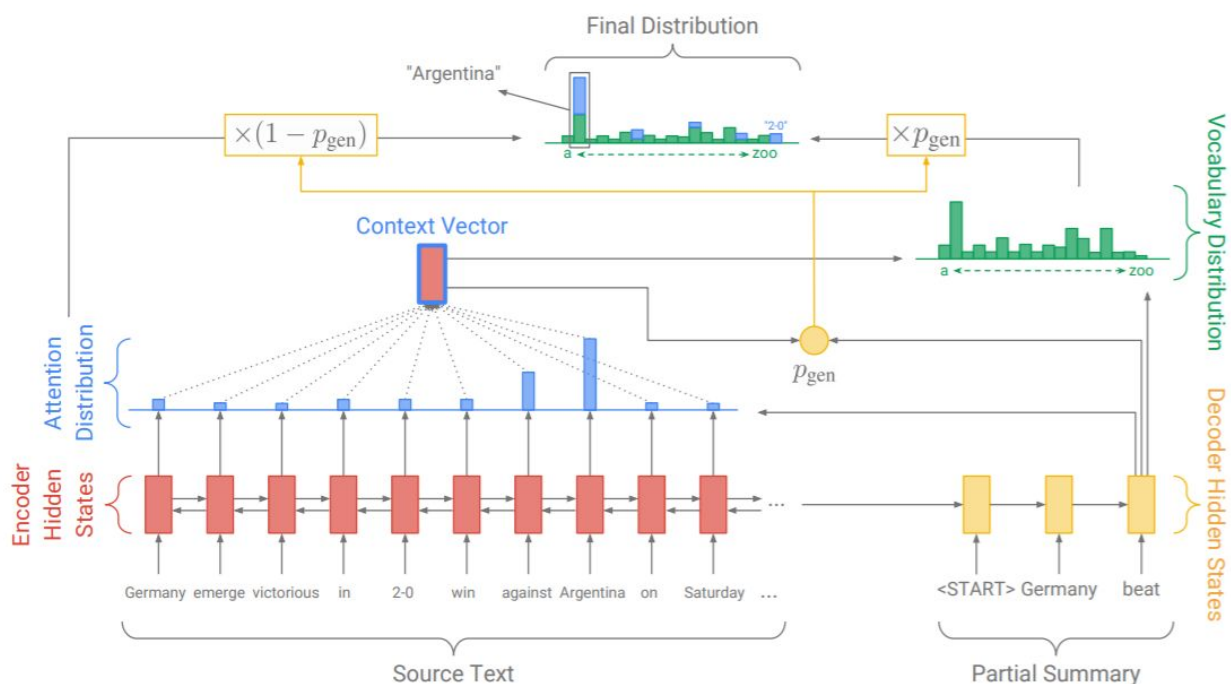 Final Distribution
"Argentina"
×(1 − p_gen)
"2-0"
×p_gen
a
zoo
Context Vector
Vocabulary Distribution
a
zoo
Attention
Distribution
p_gen
Encoder
Hidden
States
Decoder Hidden States
...
Germany emerge victorious in 2-0 win against Argentina on Saturday ...
<START> Germany beat
Source Text
Partial Summary